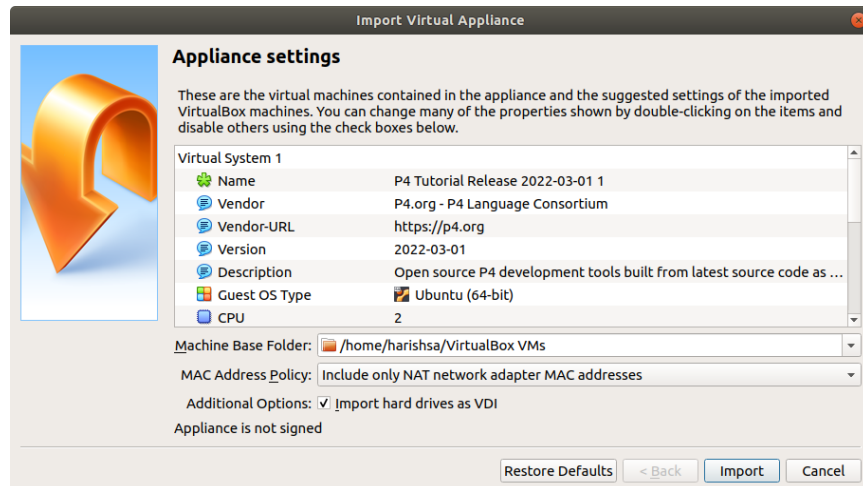 Import Virtual Appliance
Appliance settings
These are the virtual machines contained in the appliance and the suggested settings of the imported
VirtualBox machines. You can change many of the properties shown by double-clicking on the items and
disable others using the check boxes below.
Virtual System 1
Name P4 Tutorial Release 2022-03-01 1
Vendor P4.org - P4 Language Consortium
Vendor-URL https://p4.org
Version 2022-03-01
Description Open source P4 development tools built from latest source code as ...
Guest OS Type Ubuntu (64-bit)
CPU 2
Machine Base Folder: /home/harishsa/VirtualBox VMs
MAC Address Policy: Include only NAT network adapter MAC addresses
Additional Options: Import hard drives as VDI
Appliance is not signed
Restore Defaults < Back Import Cancel